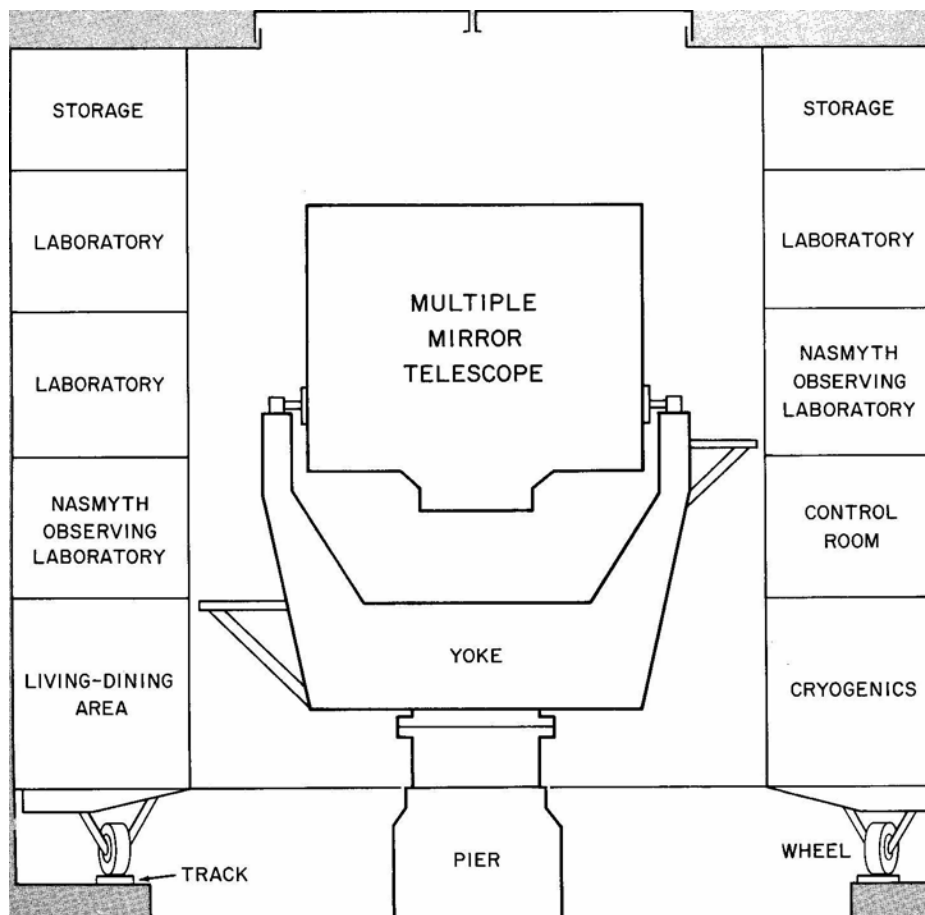 STORAGE
LABORATORY
LABORATORY
NASMYTH
OBSERVING
LABORATORY
LIVING-DINING
AREA
TRACK
MULTIPLE
MIRROR
TELESCOPE
YOKE
PIER
STORAGE
LABORATORY
NASMYTH
OBSERVING
LABORATORY
CONTROL
ROOM
CRYOGENICS
WHEEL